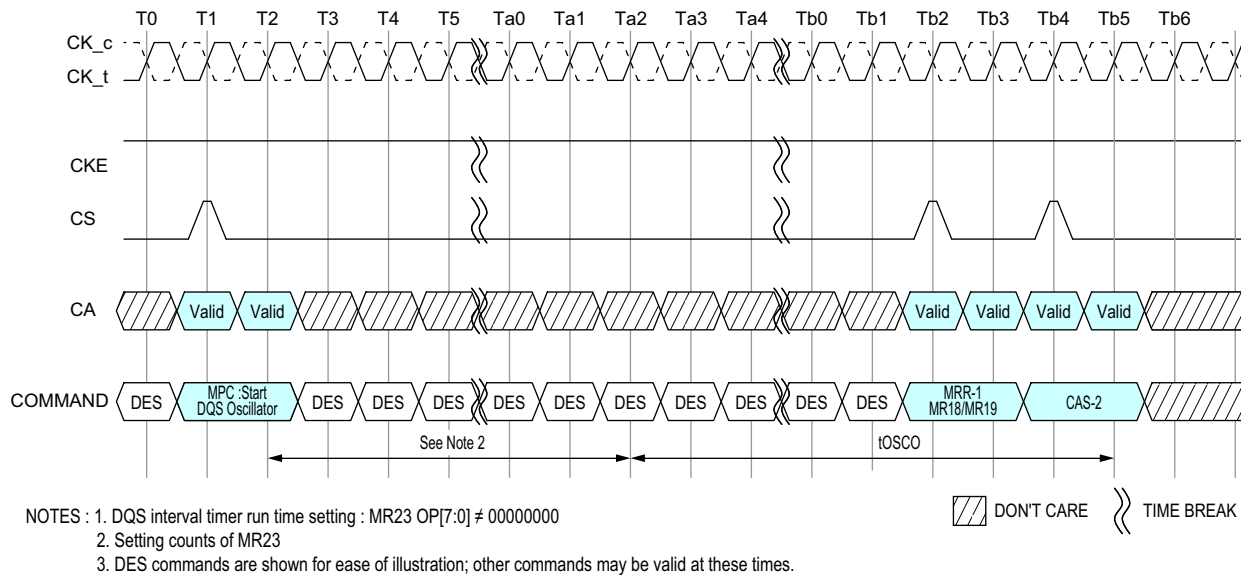 T0 T1 T2 T3 T4 T5 Ta0 Ta1 Ta2 Ta3 Ta4 Tb0 Tb1 Tb2 Tb3 Tb4 Tb5 Tb6
CK_c
CK_t
CKE
CS
CA Valid Valid Valid Valid Valid Valid
COMMAND DES MPC :Start DQS Oscillator DES DES DES DES DES DES DES DES DES DES MRR-1 MR18/MR19 CAS-2
See Note 2 tOSCO
NOTES : 1. DQS interval timer run time setting : MR23 OP[7:0] ≠ 00000000
2. Setting counts of MR23
3. DES commands are shown for ease of illustration; other commands may be valid at these times.
DON'T CARE TIME BREAK